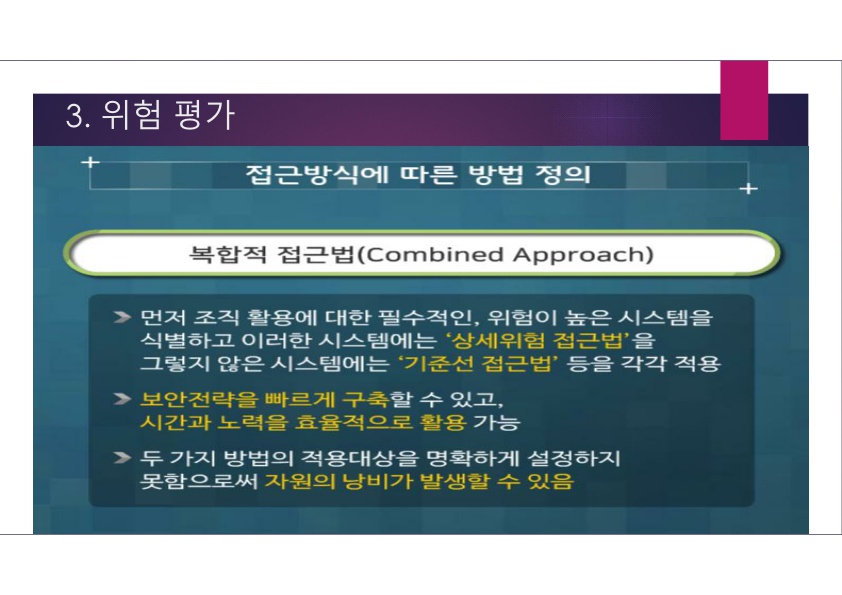 3. 위험 평가
접근방식에 따른 방법 정의
복합적 접근법(Combined Approach)
먼저 조직 활용에 대한 필수적인, 위험이 높은 시스템을
식별하고 이러한 시스템에는 ‘상세위험 접근법’을
그렇지 않은 시스템에는 ‘기준선 접근법’ 등을 각각 적용
보안전략을 빠르게 구축할 수 있고,
시간과 노력을 효율적으로 활용 가능
두 가지 방법의 적용대상을 명확하게 설정하지
못함으로써 자원의 낭비가 발생할 수 있음